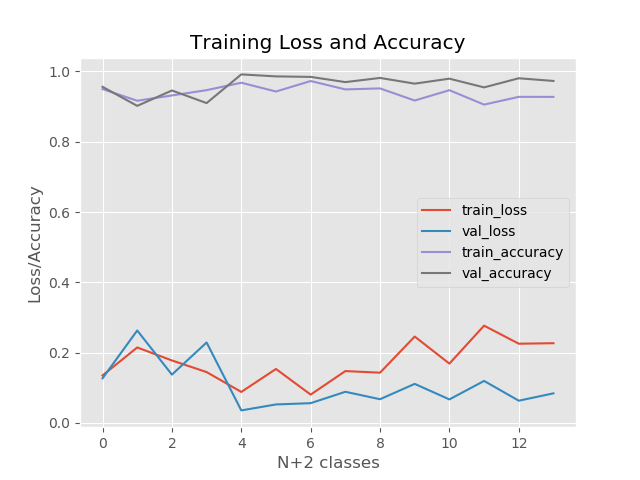 Training Loss and Accuracy
Loss/Accuracy
1.0
0.8
0.6
0.4
0.2
0.0
train_loss
val_loss
train_accuracy
val_accuracy
0 2 4 6 8 10 12
N+2 classes